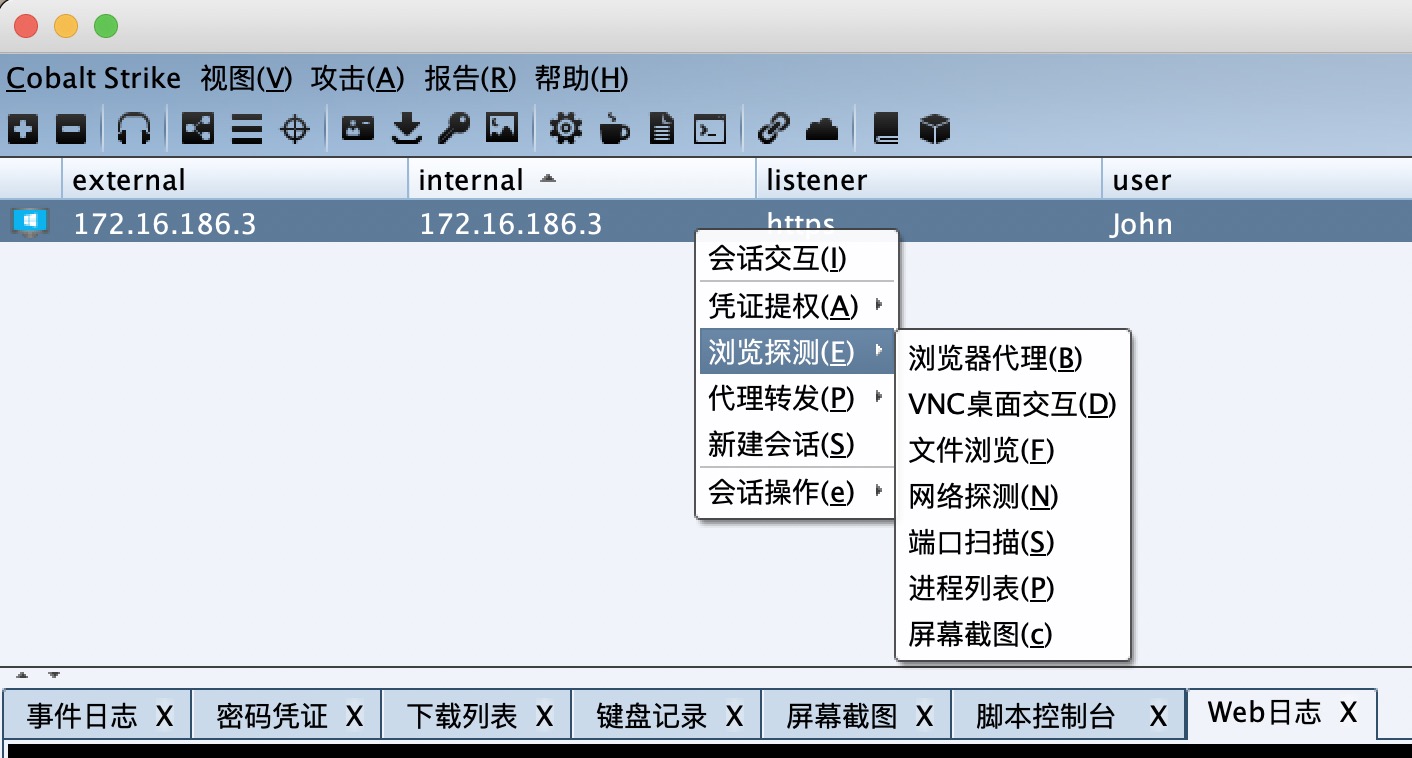 Cobalt Strike 视图(V) 攻击(A) 报告(R) 帮助(H)
external internal listener user
172.16.186.3 172.16.186.3 https John
会话交互(I)
凭证提权(A)
浏览探测(E)
代理转发(P)
新建会话(S)
会话操作(e)
浏览器代理(B)
VNC桌面交互(D)
文件浏览(F)
网络探测(N)
端口扫描(S)
进程列表(P)
屏幕截图(c)
事件日志 X 密码凭证 X 下载列表 X 键盘记录 X 屏幕截图 X 脚本控制台 X Web日志 X